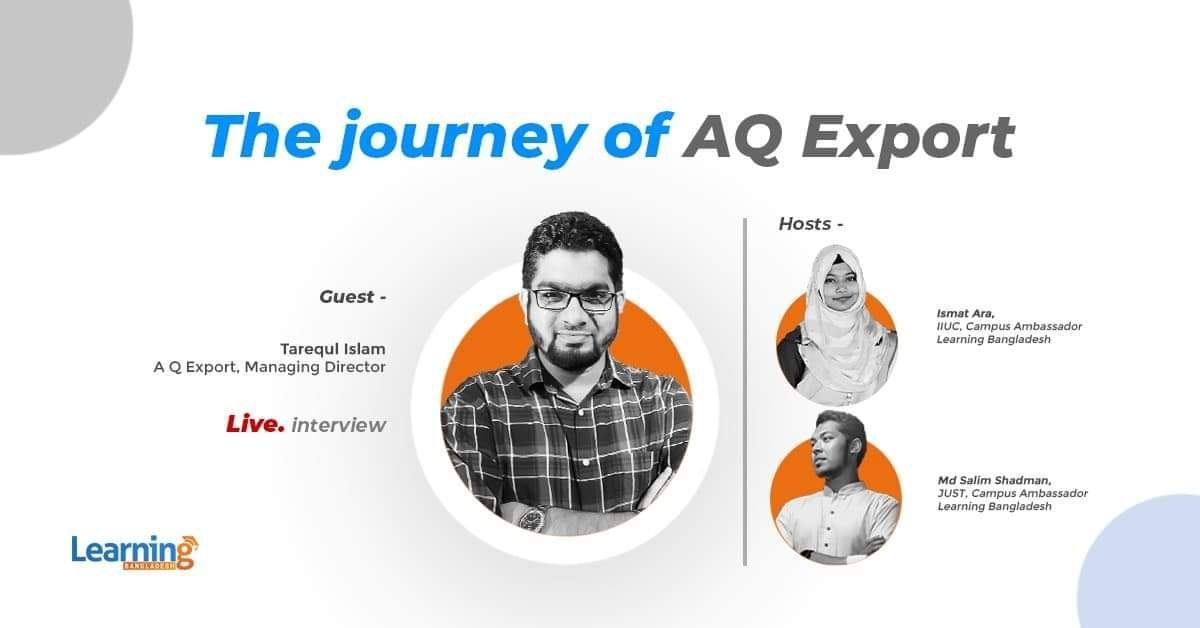 The journey of AQ Export
Guest -
Tarequl Islam
A Q Export, Managing Director
Live. interview
Hosts -
Ismat Ara,
IIUC, Campus Ambassador
Learning Bangladesh
Md Salim Shadman,
JUST, Campus Ambassador
Learning Bangladesh
Learning
BANGLADESH